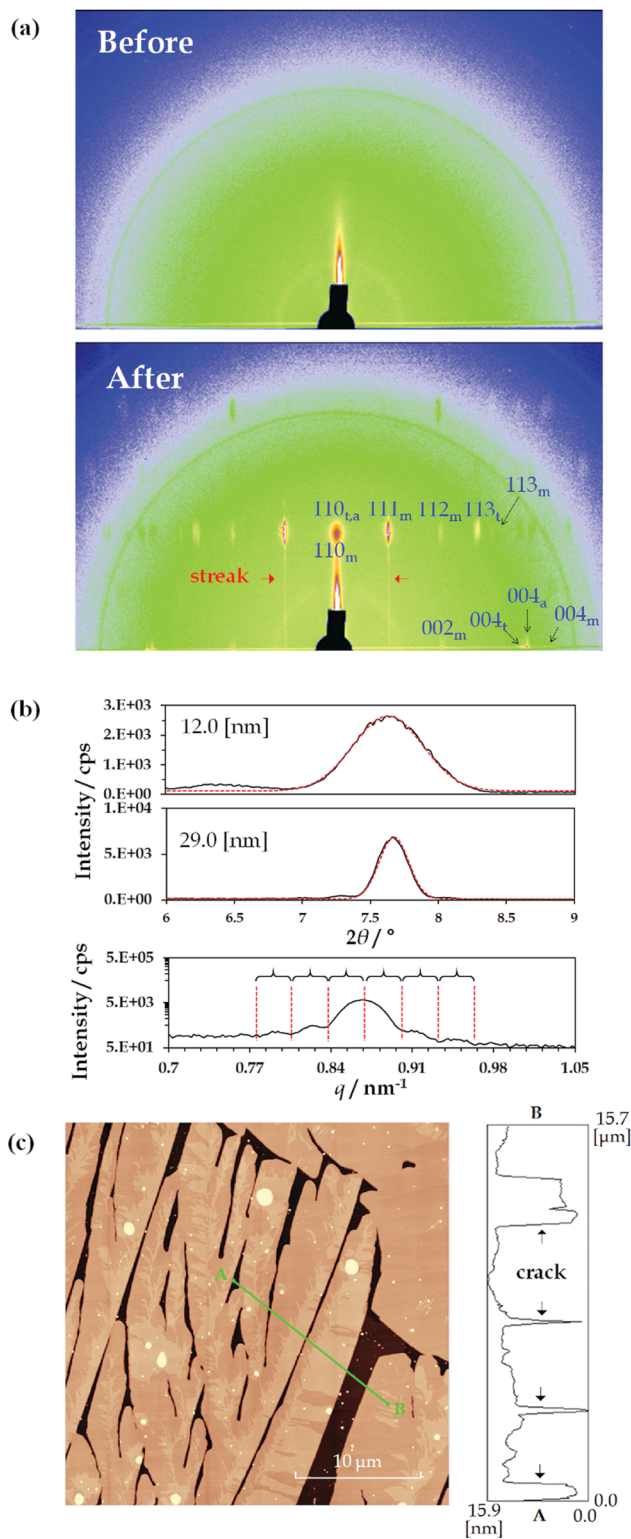 (a)
Before
After
113m
110t,a 111m 112m 113t
110m
streak
004a
002m 004t 004m
(b)
3.E+03
2.E+03
1.E+03
0.E+00
12.0 [nm]
Intensity / cps
1.E+04
5.E+03
0.E+00
29.0 [nm]
6 6.5 7 7.5 8 8.5 9
2θ / °
Intensity / cps
5.E+05
5.E+03
5.E+01
0.7 0.77 0.84 0.91 0.98 1.05
q / nm-1
(c)
A
B
10 μm
B
15.7
[μm]
crack
0.0
15.9 A 0.0
[nm]